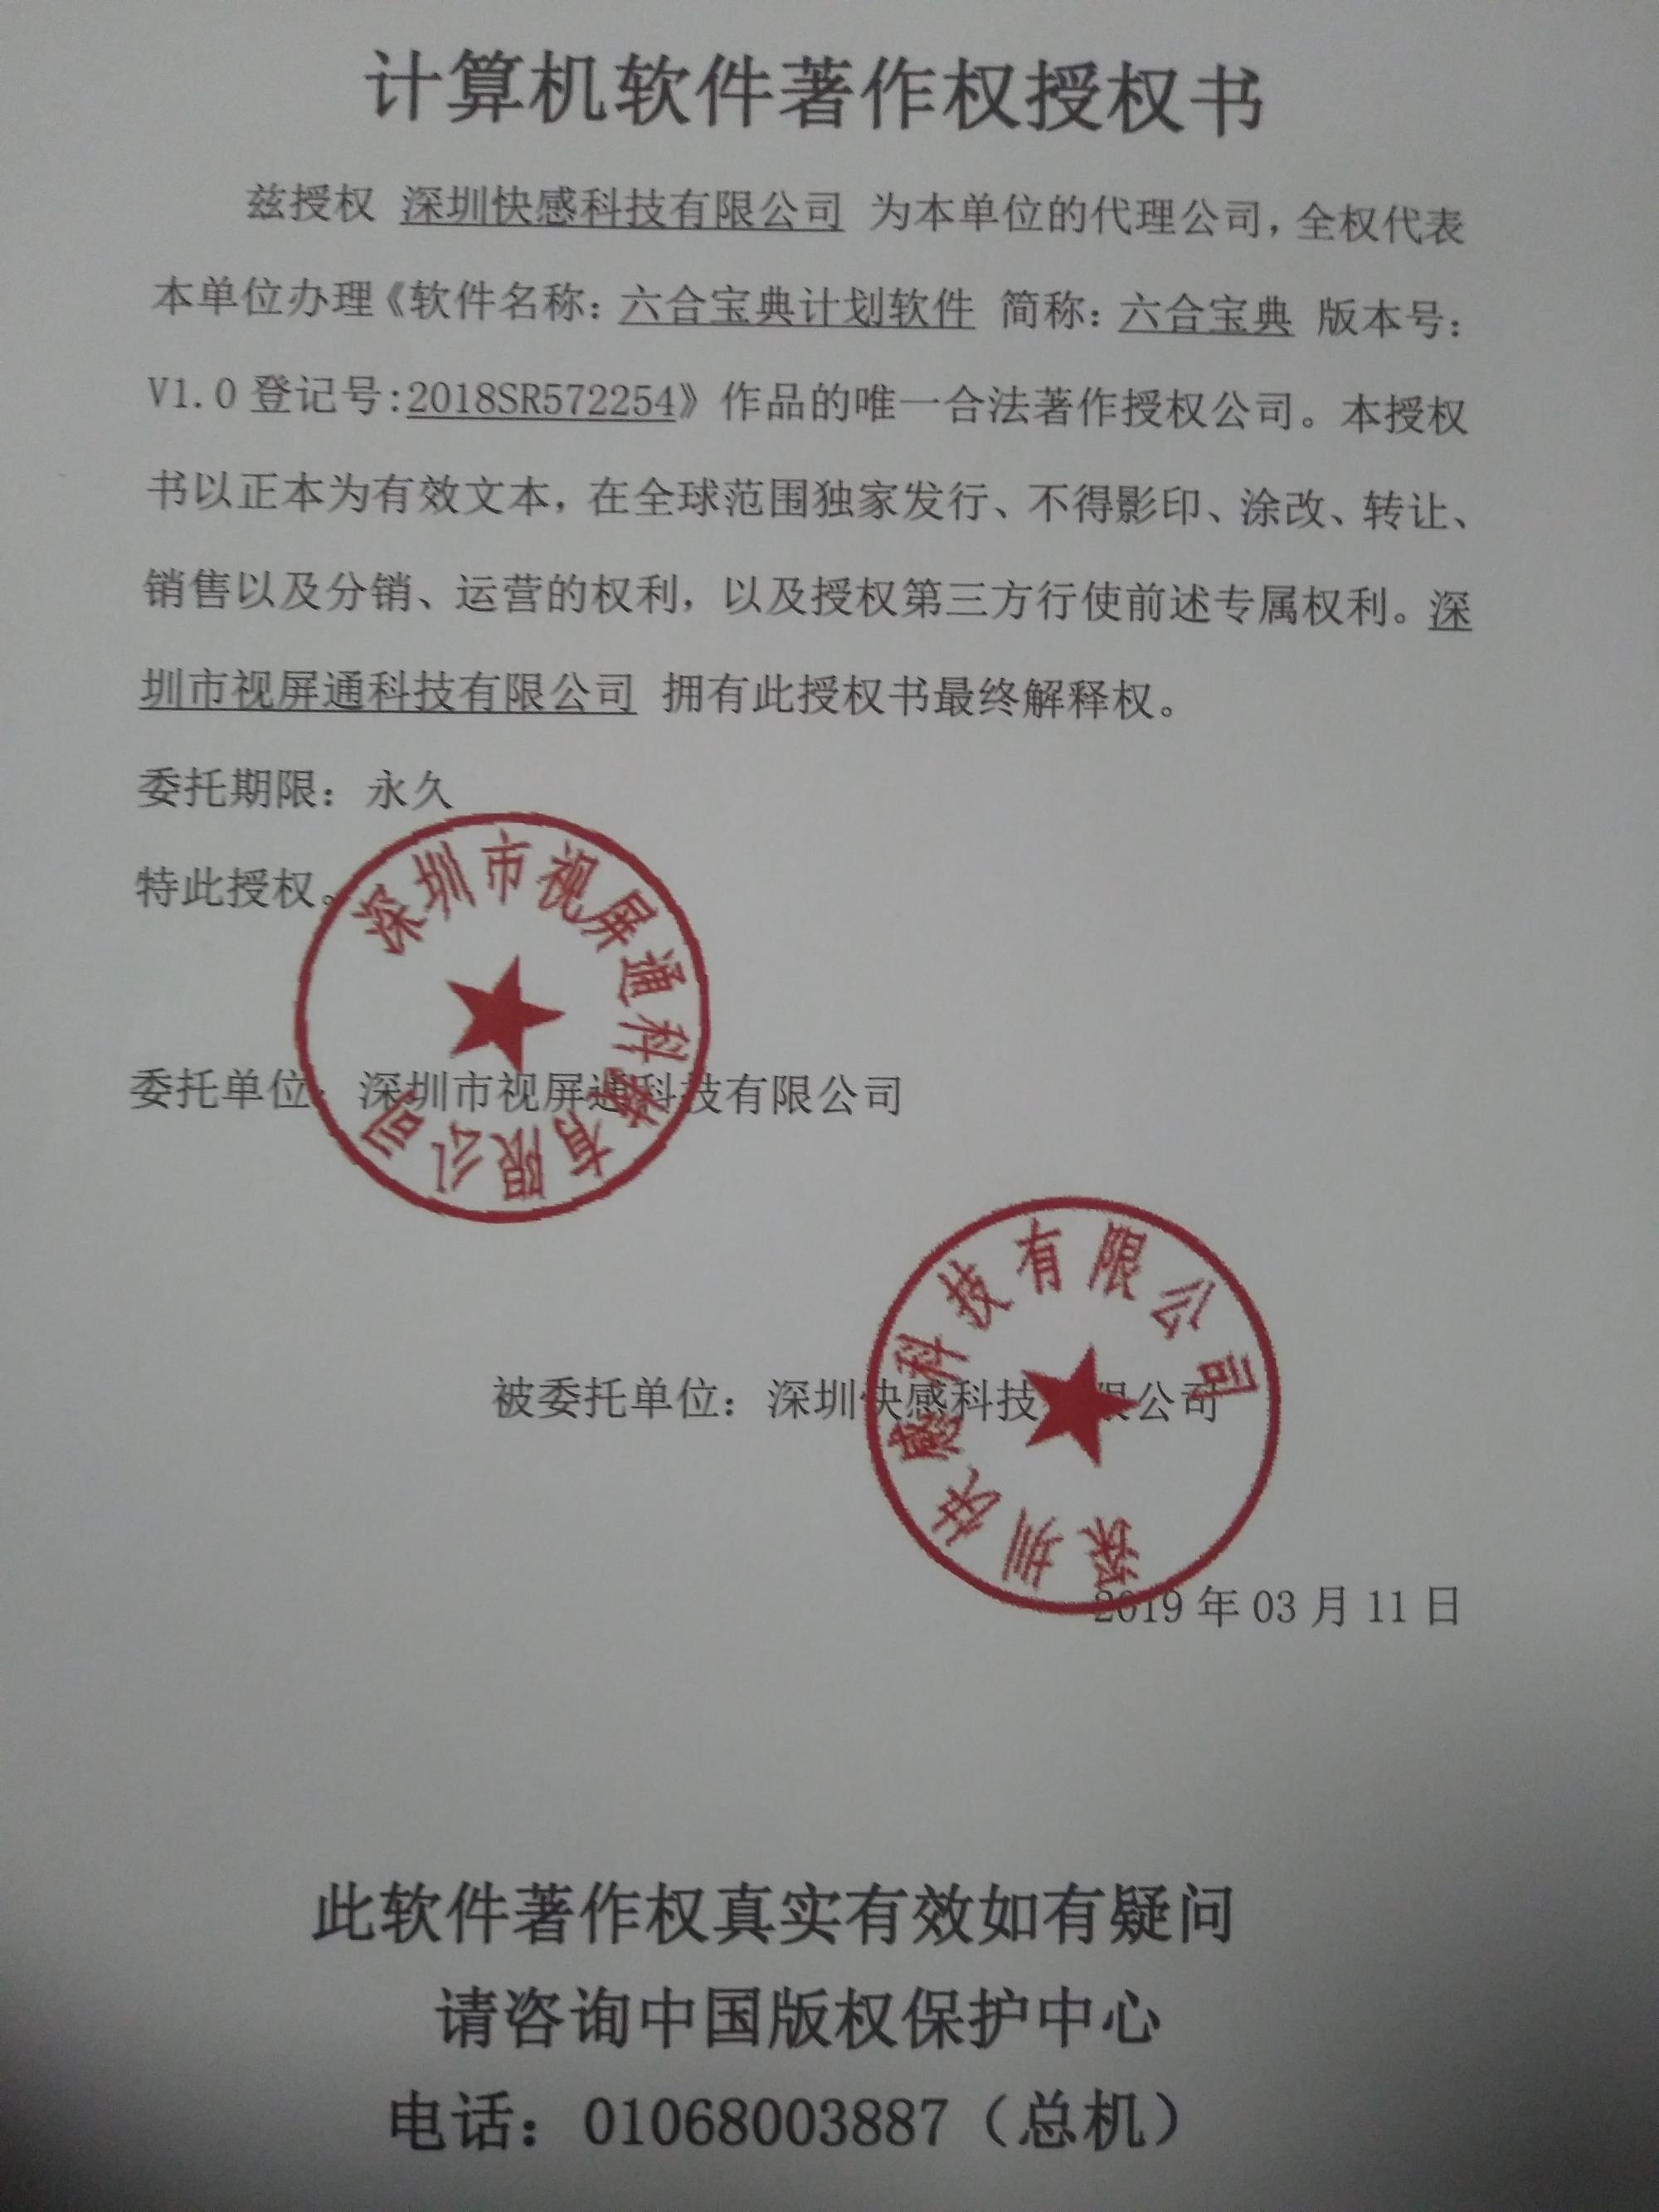 计算机软件著作权授权书
兹授权 深圳快感科技有限公司 为本单位的代理公司，全权代表
本单位办理《软件名称：六合宝典计划软件 简称：六合宝典 版本号：
V1.0 登记号:2018SR572254》作品的唯一合法著作授权公司。本授权
书以正本为有效文本，在全球范围独家发行、不得影印、涂改、转让、
销售以及分销、运营的权利，以及授权第三方行使前述专属权利。深
圳市视屏通科技有限公司 拥有此授权书最终解释权。
委托期限：永久
特此授权。
深圳市视屏通科技有限公司
委托单位：深圳市视屏通科技有限公司
深圳快感科技有限公司
被委托单位：深圳快感科技有限公司
2019年03月11日
此软件著作权真实有效如有疑问
请咨询中国版权保护中心
电话：01068003887（总机）